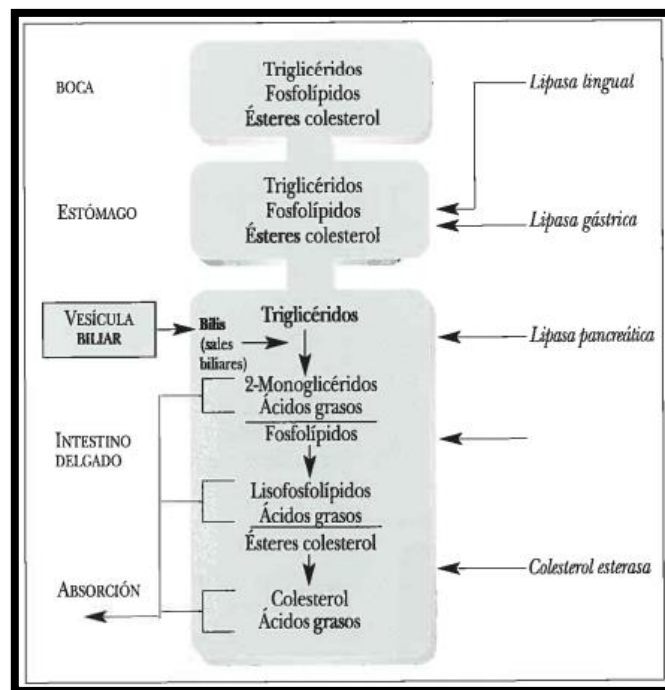 BOCA
Triglicéridos
Fosfolípidos
Ésteres colesterol
Lipasa lingual
ESTÓMAGO
Triglicéridos
Fosfolípidos
Ésteres colesterol
Lipasa gástrica
VESÍCULA
BILIAR
Bilis
(sales
biliares)
Triglicéridos
Lipasa pancreática
2-Monoglicéridos
Ácidos grasos
Fosfolípidos
INTESTINO
DELGADO
Lisofosfolípidos
Ácidos grasos
Ésteres colesterol
Colesterol esterasa
ABSORCIÓN
Colesterol
Ácidos grasos